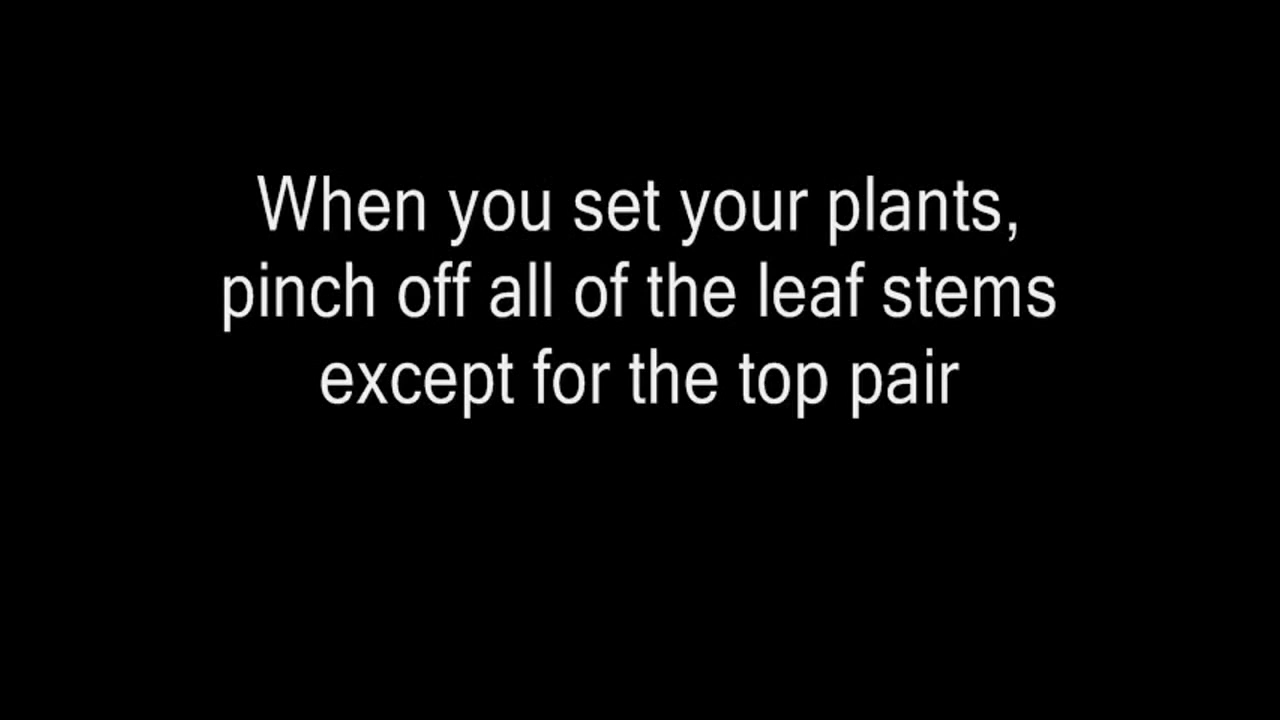 When you set your plants,
pinch off all of the leaf stems
except for the top pair